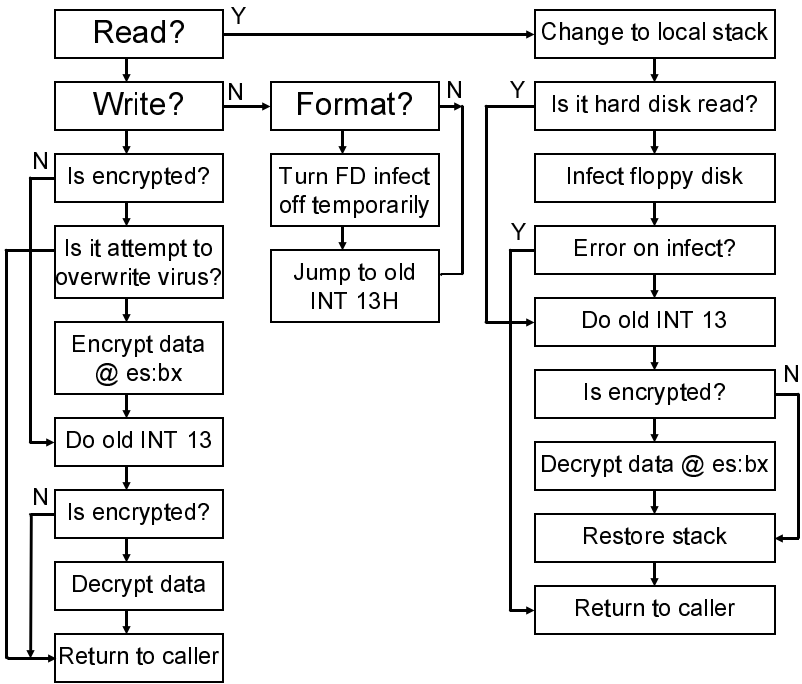 Read?
Y
Change to local stack
Write?
N
Format?
N
Y
Is it hard disk read?
N
Is encrypted?
Turn FD infect
off temporarily
Infect floppy disk
Is it attempt to
overwrite virus?
Jump to old
INT 13H
Y
Error on infect?
Encrypt data
@ es:bx
Do old INT 13
Is encrypted?
N
Do old INT 13
Decrypt data @ es:bx
N
Is encrypted?
Restore stack
Decrypt data
Return to caller
Return to caller